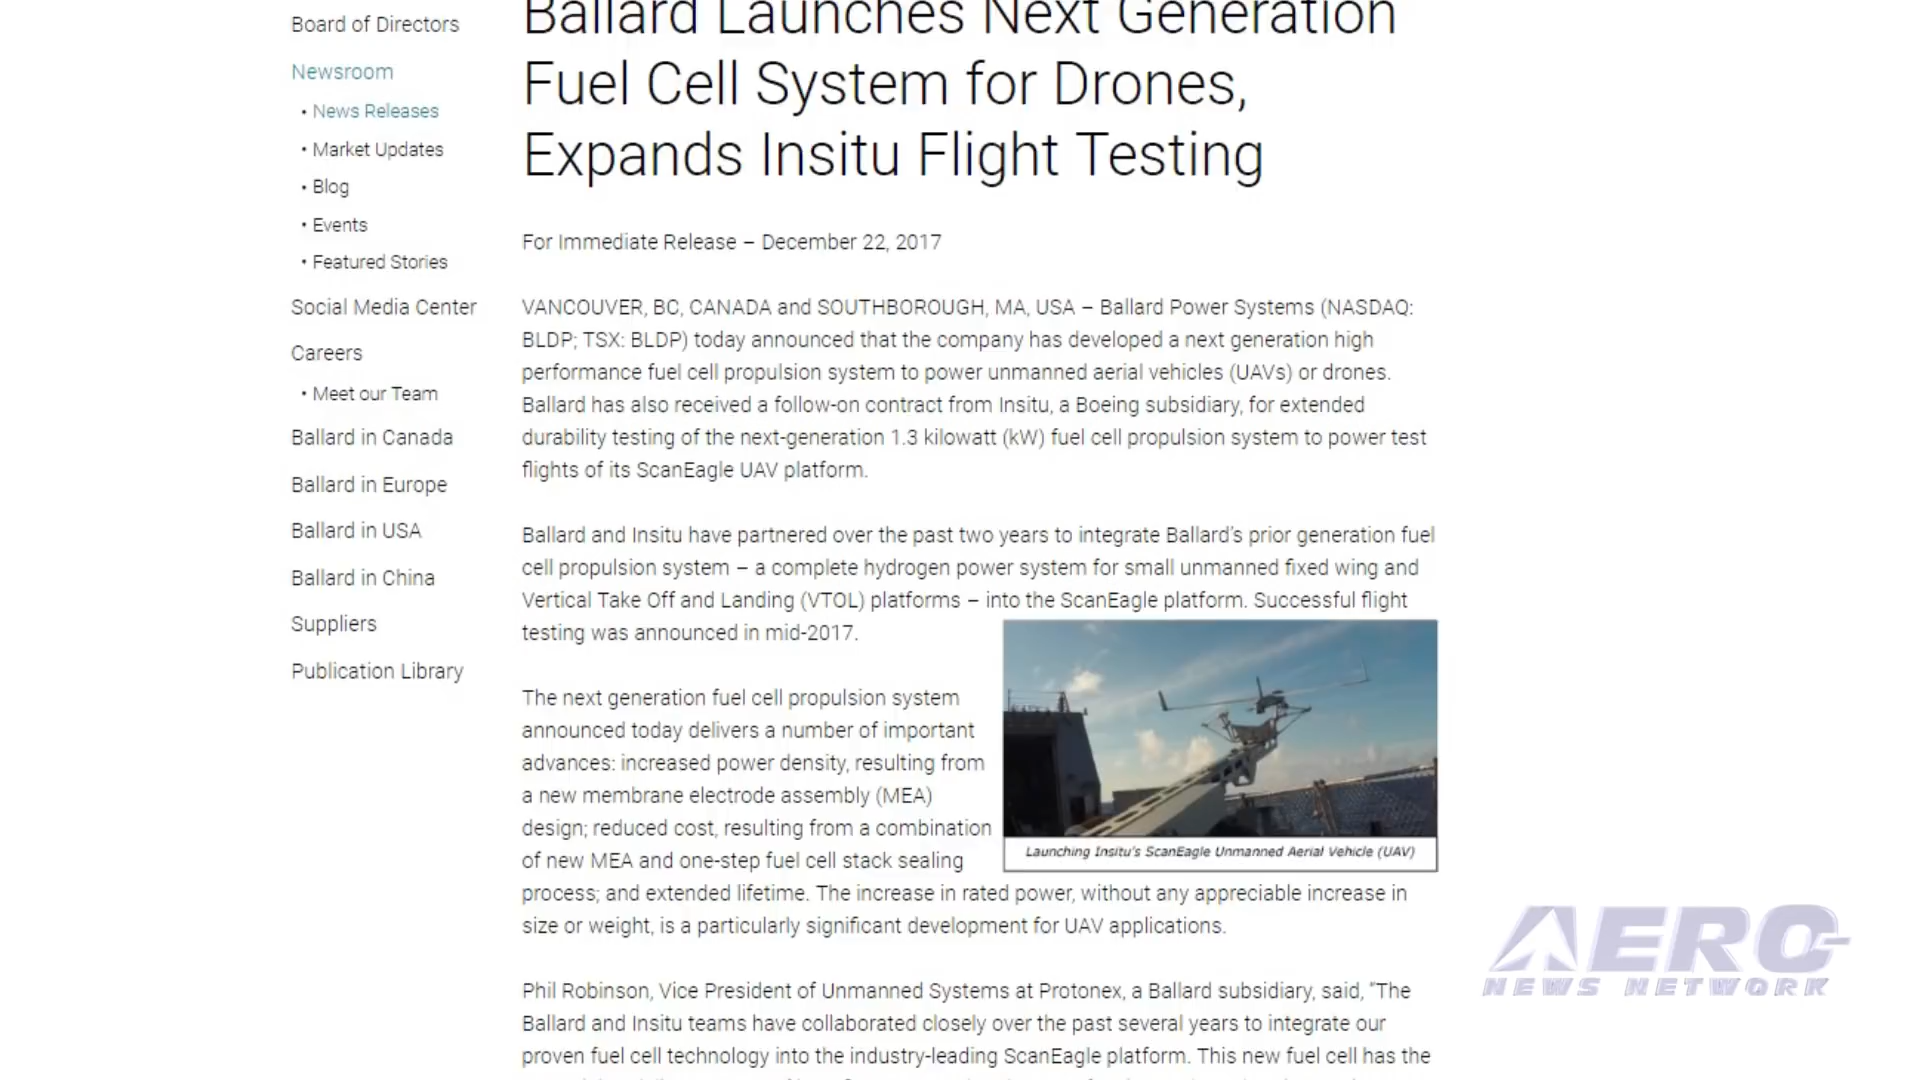 Board of Directors
Newsroom
• News Releases
• Market Updates
• Blog
• Events
• Featured Stories
Social Media Center
Careers
• Meet our Team
Ballard in Canada
Ballard in Europe
Ballard in USA
Ballard in China
Suppliers
Publication Library
Ballard Launches Next Generation
Fuel Cell System for Drones,
Expands Insitu Flight Testing
For Immediate Release – December 22, 2017
VANCOUVER, BC, CANADA and SOUTHBOROUGH, MA, USA – Ballard Power Systems (NASDAQ:
BLDP; TSX: BLDP) today announced that the company has developed a next generation high
performance fuel cell propulsion system to power unmanned aerial vehicles (UAVs) or drones.
Ballard has also received a follow-on contract from Insitu, a Boeing subsidiary, for extended
durability testing of the next-generation 1.3 kilowatt (kW) fuel cell propulsion system to power test
flights of its ScanEagle UAV platform.
Ballard and Insitu have partnered over the past two years to integrate Ballard's prior generation fuel
cell propulsion system – a complete hydrogen power system for small unmanned fixed wing and
Vertical Take Off and Landing (VTOL) platforms – into the ScanEagle platform. Successful flight
testing was announced in mid-2017.
The next generation fuel cell propulsion system
announced today delivers a number of important
advances: increased power density, resulting from
a new membrane electrode assembly (MEA)
design; reduced cost, resulting from a combination
of new MEA and one-step fuel cell stack sealing
process; and extended lifetime. The increase in rated power, without any appreciable increase in
size or weight, is a particularly significant development for UAV applications.
Launching Insitu's ScanEagle Unmanned Aerial Vehicle (UAV)
Phil Robinson, Vice President of Unmanned Systems at Protonex, a Ballard subsidiary, said, "The
Ballard and Insitu teams have collaborated closely over the past several years to integrate our
proven fuel cell technology into the industry-leading ScanEagle platform. This new fuel cell has the
AERO
NEWS NETWORK